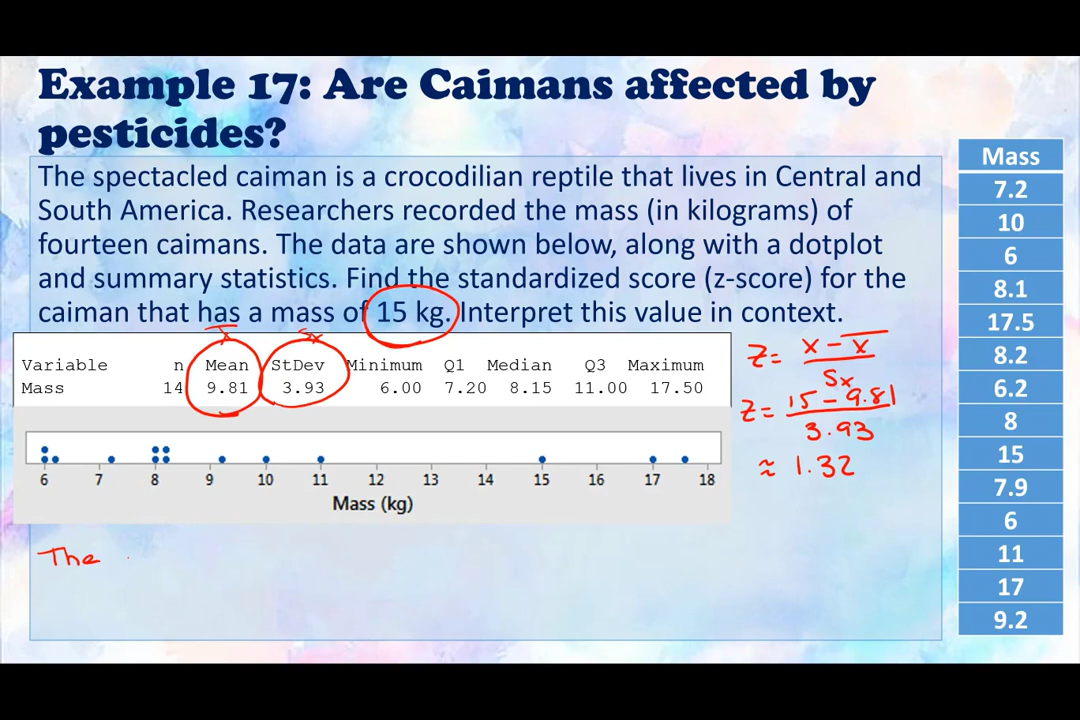 Example 17: Are Caimans affected by
pesticides?
The spectacled caiman is a crocodilian reptile that lives in Central and
South America. Researchers recorded the mass (in kilograms) of
fourteen caimans. The data are shown below, along with a dotplot
and summary statistics. Find the standardized score (z-score) for the
caiman that has a mass of 15 kg. Interpret this value in context.
x̅ Sx
Variable n Mean StDev Minimum Q1 Median Q3 Maximum
Mass 14 9.81 3.93 6.00 7.20 8.15 11.00 17.50
6 7 8 9 10 11 12 13 14 15 16 17 18
Mass (kg)
z = x - x̅
Sx
z = 15 - 9.81
3.93
≈ 1.32
The
Mass
7.2
10
6
8.1
17.5
8.2
6.2
8
15
7.9
6
11
17
9.2